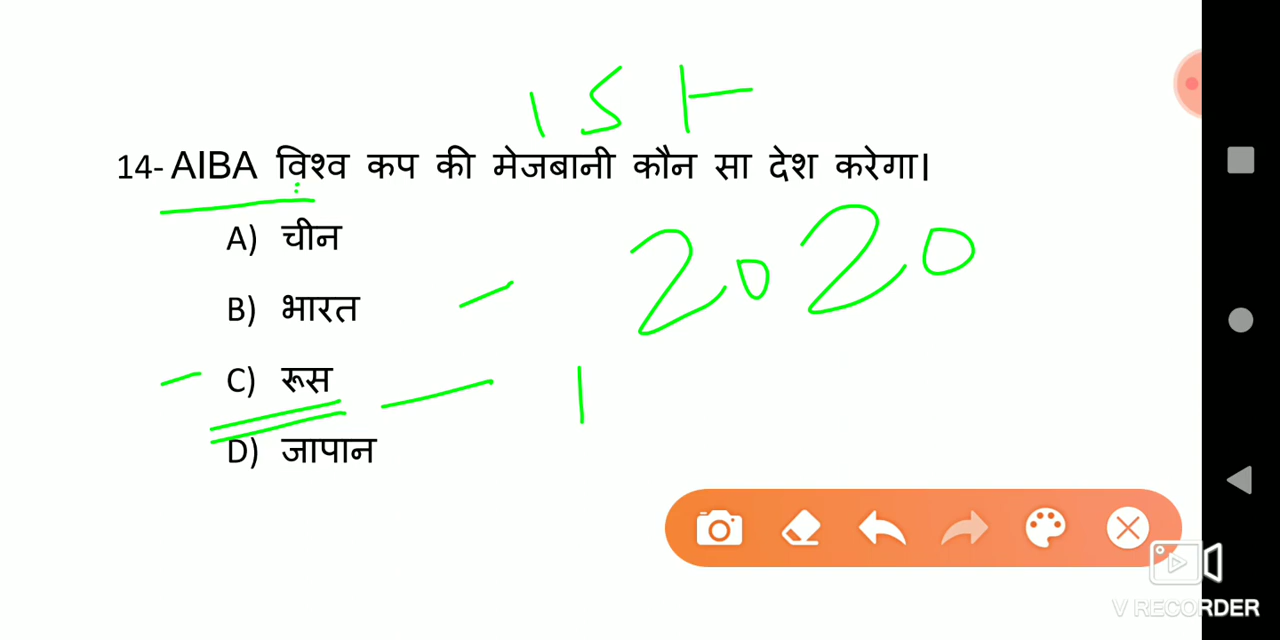 1st
14- AIBA विश्व कप की मेजबानी कौन सा देश करेगा।
A) चीन
2020
B) भारत
C) रूस
D) जापान
V RECORDER